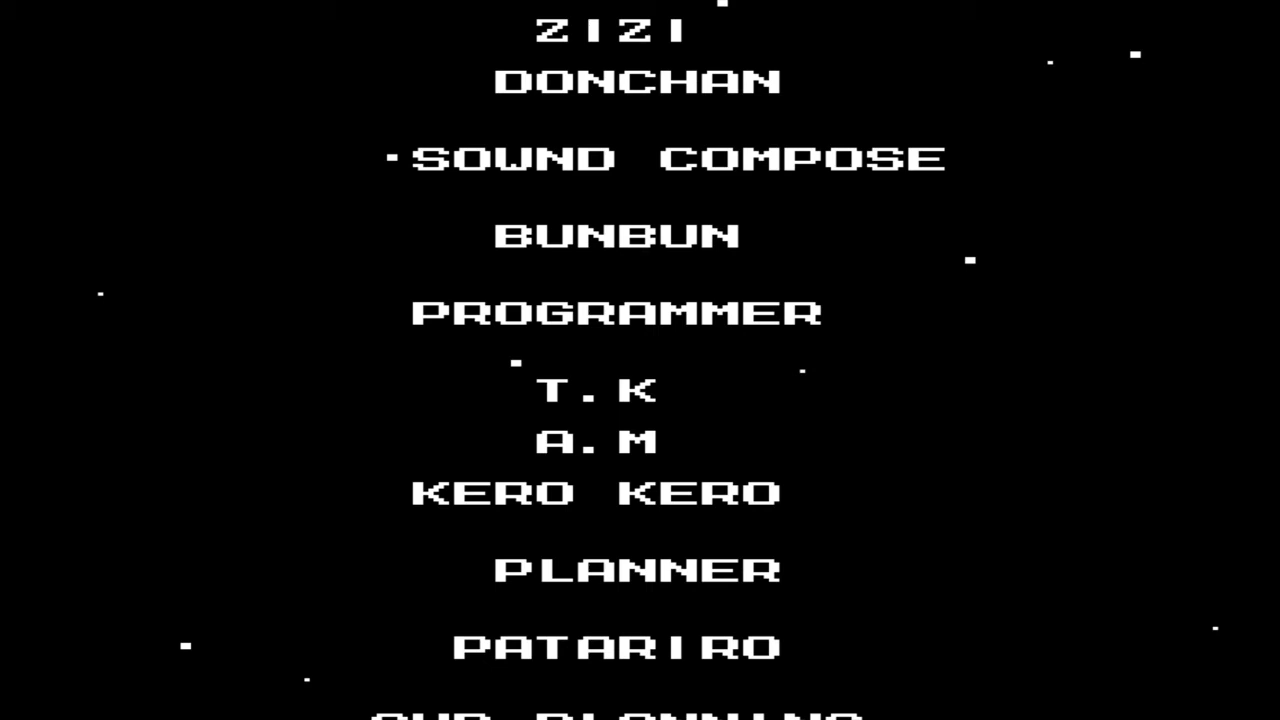 ZIZI
DONCHAN
SOUND COMPOSE
BUNBUN
PROGRAMMER
T.K
A.M
KERO KERO
PLANNER
PATARIRO